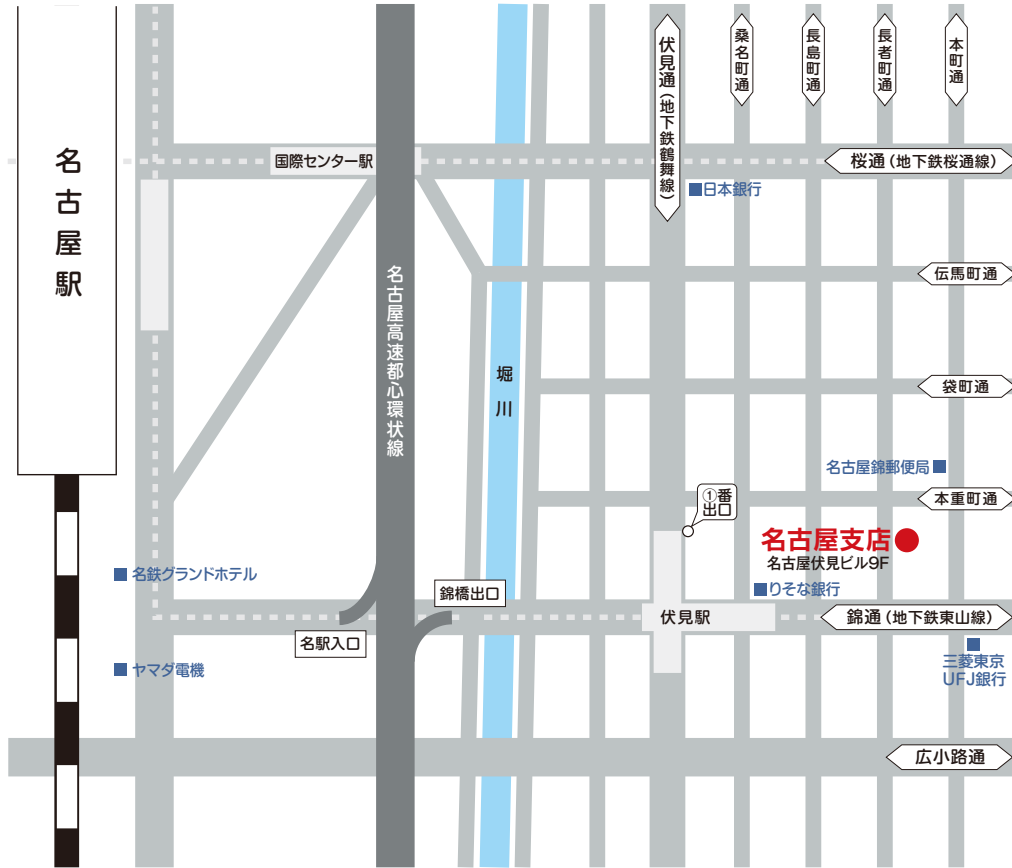 伏見通(地下鉄鶴舞線)
桑名町通
長島町通
長者町通
本町通
名古屋駅
国際センター駅
桜通(地下鉄桜通線)
日本銀行
伝馬町通
名古屋高速都心環状線
堀川
袋町通
名古屋錦郵便局
①番
出口
本重町通
名古屋支店
名古屋伏見ビル9F
名鉄グランドホテル
りそな銀行
錦橋出口
伏見駅
錦通(地下鉄東山線)
名駅入口
ヤマダ電機
三菱東京
UFJ銀行
広小路通